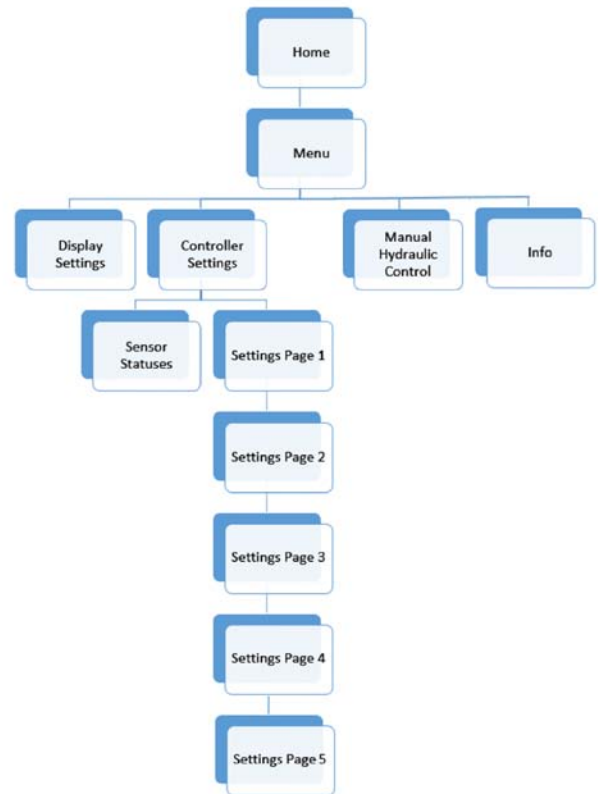 Home
Menu
Display
Settings
Controller
Settings
Manual
Hydraulic
Control
Info
Sensor
Statuses
Settings Page 1
Settings Page 2
Settings Page 3
Settings Page 4
Settings Page 5